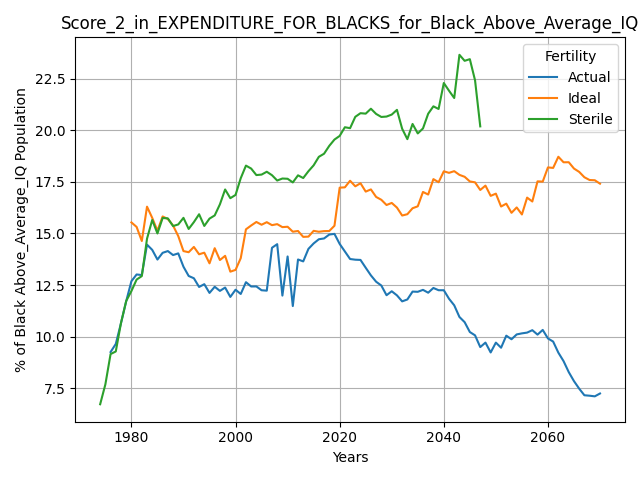 Score_2_in_EXPENDITURE_FOR_BLACKS_for_Black_Above_Average_IQ
% of Black Above_Average_IQ Population
22.5
20.0
17.5
15.0
12.5
10.0
7.5
Fertility
Actual
Ideal
Sterile
1980
2000
2020
2040
2060
Years